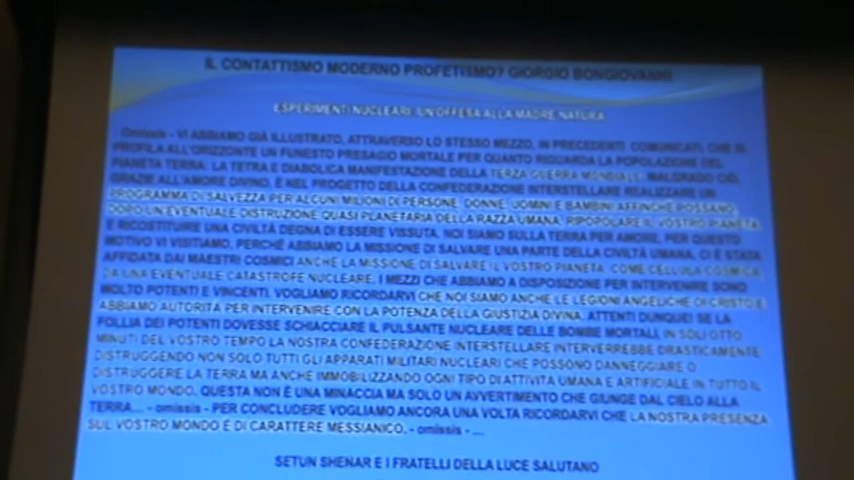 IL CONTATTISMO MODERNO PROFETISMO? GIORGIO BONGIOVANNI
ESPERIMENTI NUCLEARI: UN'OFFESA ALLA MADRE NATURA
- Omissis - VI ABBIAMO GIÀ ILLUSTRATO, ATTRAVERSO LO STESSO MEZZO, IN PRECEDENTI COMUNICATI, CHE SI
PROFILA ALL'ORIZZONTE UN FUNESTO PRESAGIO MORTALE PER QUANTO RIGUARDA LA POPOLAZIONE DEL
PIANETA TERRA: LA TETRA E DIABOLICA MANIFESTAZIONE DELLA TERZA GUERRA MONDIALE. MALGRADO CIÒ,
GRAZIE ALL'AMORE DIVINO, È NEL PROGETTO DELLA CONFEDERAZIONE INTERSTELLARE REALIZZARE UN
PROGRAMMA DI SALVEZZA PER ALCUNI MILIONI DI PERSONE, DONNE, UOMINI E BAMBINI AFFINCHÉ POSSANO,
DOPO UN'EVENTUALE DISTRUZIONE QUASI PLANETARIA DELLA RAZZA UMANA, RIPOPOLARE IL VOSTRO PIANETA
E RICOSTITUIRE UNA CIVILTÀ DEGNA DI ESSERE VISSUTA. NOI SIAMO SULLA TERRA PER AMORE, PER QUESTO
MOTIVO VI VISITIAMO, PERCHÉ ABBIAMO LA MISSIONE DI SALVARE UNA PARTE DELLA CIVILTÀ UMANA. CI È STATA
AFFIDATA DAI MAESTRI COSMICI ANCHE LA MISSIONE DI SALVARE IL VOSTRO PIANETA, COME CELLULA COSMICA,
DA UNA EVENTUALE CATASTROFE NUCLEARE. I MEZZI CHE ABBIAMO A DISPOSIZIONE PER INTERVENIRE SONO
MOLTO POTENTI E VINCENTI. VOGLIAMO RICORDARVI CHE NOI SIAMO ANCHE LE LEGIONI ANGELICHE DI CRISTO E
ABBIAMO AUTORITÀ PER INTERVENIRE CON LA POTENZA DELLA GIUSTIZIA DIVINA. ATTENTI DUNQUE! SE LA
FOLLIA DEI POTENTI DOVESSE SCHIACCIARE IL PULSANTE NUCLEARE DELLE BOMBE MORTALI, IN SOLI OTTO
MINUTI DEL VOSTRO TEMPO LA NOSTRA CONFEDERAZIONE INTERSTELLARE INTERVERREBBE DRASTICAMENTE
DISTRUGGENDO NON SOLO TUTTI GLI APPARATI MILITARI NUCLEARI CHE POSSONO DANNEGGIARE O
DISTRUGGERE LA TERRA MA ANCHE IMMOBILIZZANDO OGNI TIPO DI ATTIVITÀ UMANA E ARTIFICIALE IN TUTTO IL
VOSTRO MONDO. QUESTA NON È UNA MINACCIA MA SOLO UN AVVERTIMENTO CHE GIUNGE DAL CIELO ALLA
TERRA... - omissis - PER CONCLUDERE VOGLIAMO ANCORA UNA VOLTA RICORDARVI CHE LA NOSTRA PRESENZA
SUL VOSTRO MONDO È DI CARATTERE MESSIANICO. - omissis - ...
SETUN SHENAR E I FRATELLI DELLA LUCE SALUTANO